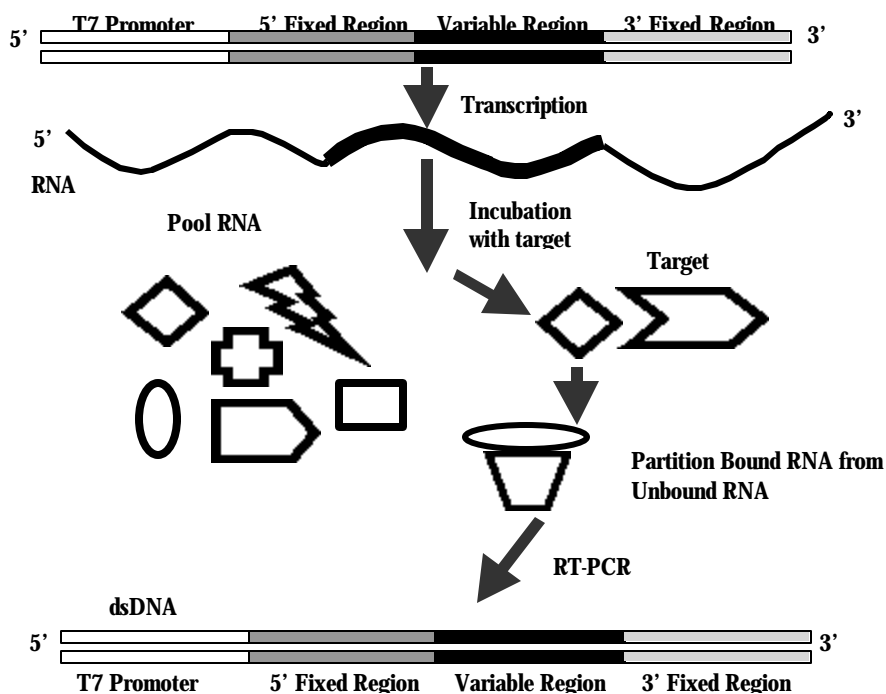 T7 Promoter 5’ Fixed Region Variable Region 3’ Fixed Region
5’ 3’
Transcription
5’ 3’
RNA
Pool RNA
Incubation
with target
Target
Partition Bound RNA from
Unbound RNA
RT-PCR
dsDNA
5’ 3’
T7 Promoter 5’ Fixed Region Variable Region 3’ Fixed Region